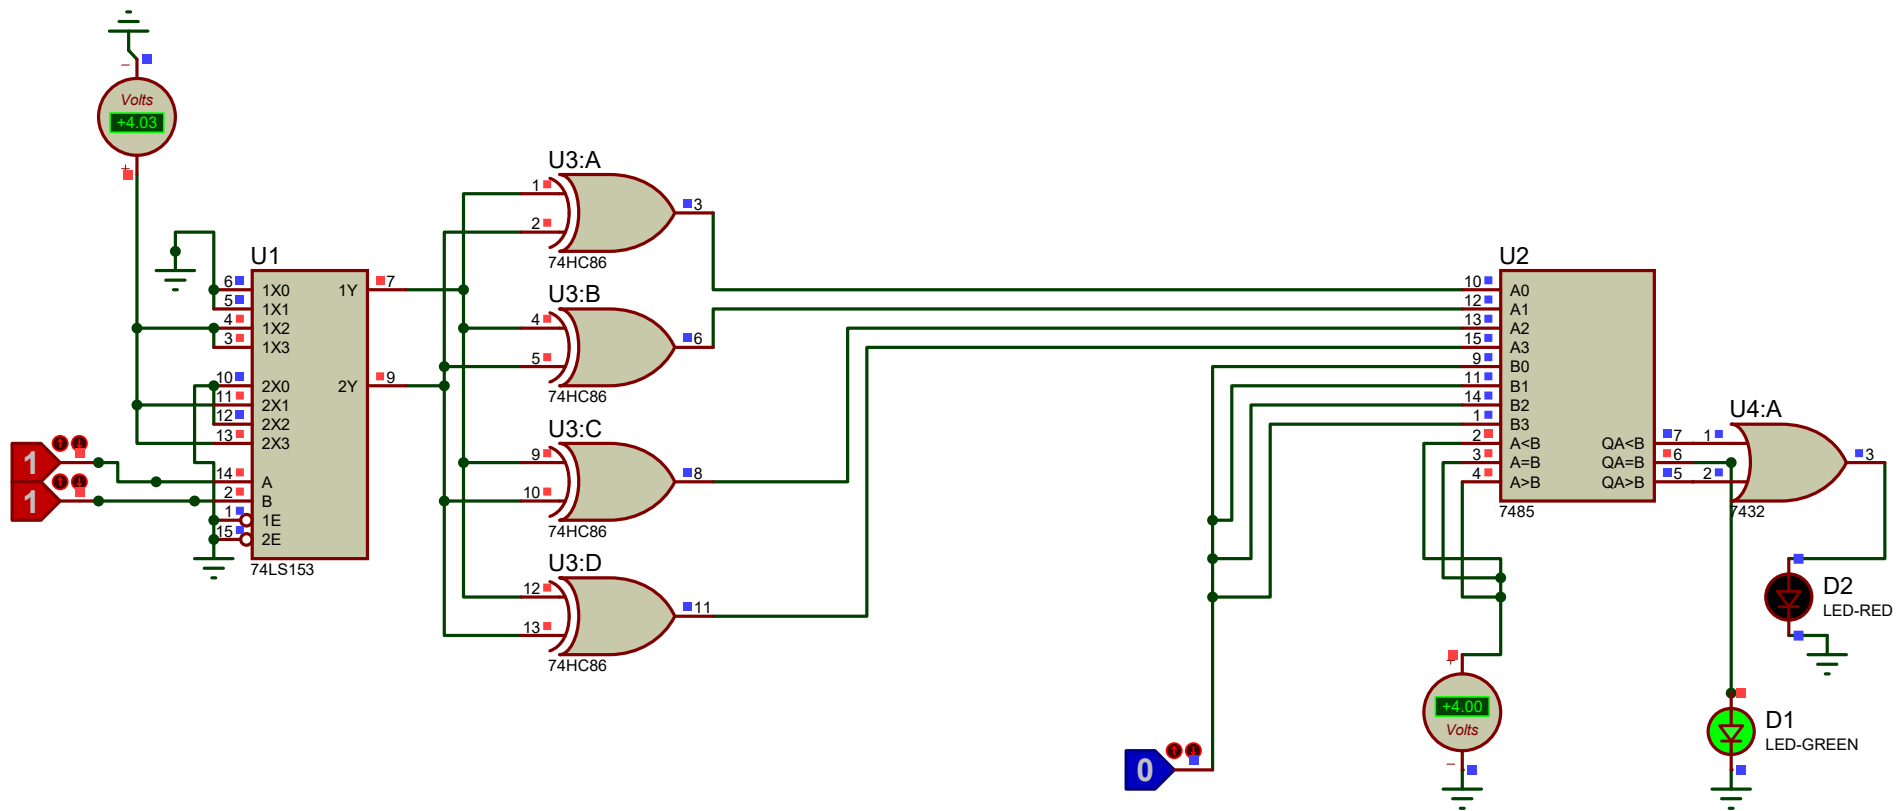 Volts
+4.03
U1
6 1X0 1Y 7
5 1X1
4 1X2
3 1X3
10 2X0 2Y 9
11 2X1
12 2X2
13 2X3
14 A
2 B
1 1E
15 2E
74LS153
1
1
U3:A
1
2
3
74HC86
U3:B
4
5
6
74HC86
U3:C
9
10
8
74HC86
U3:D
12
13
11
74HC86
U2
10 A0
12 A1
13 A2
15 A3
9 B0
11 B1
14 B2
1 B3
2 A<B QA<B 7
3 A=B QA=B 6
4 A>B QA>B 5
7485
U4:A
1
2
3
7432
D2
LED-RED
D1
LED-GREEN
+4.00
Volts
0